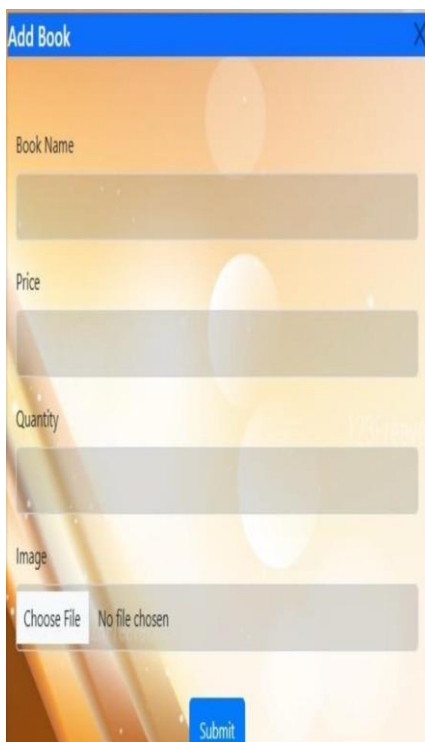 Add Book X
Book Name
Price
Quantity
Image
Choose File No file chosen
Submit